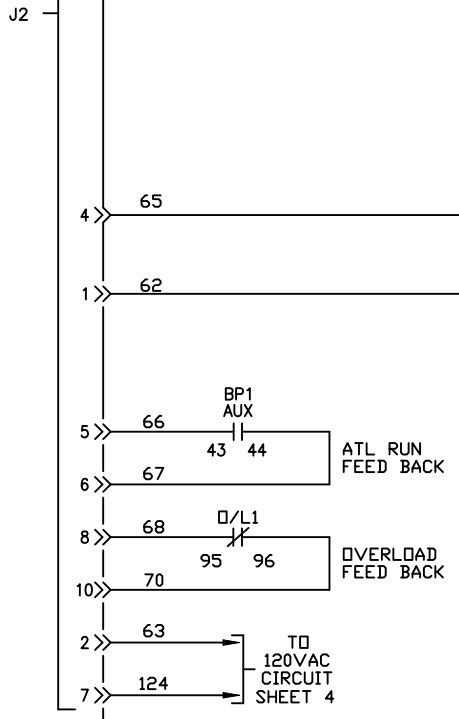 J2
4 65
1 62
BP1
AUX
5 66
43 44
ATL RUN
FEED BACK
6 67
O/L1
8 68
95 96
OVERLOAD
FEED BACK
10 70
2 63
TO
120VAC
CIRCUIT
SHEET 4
7 124